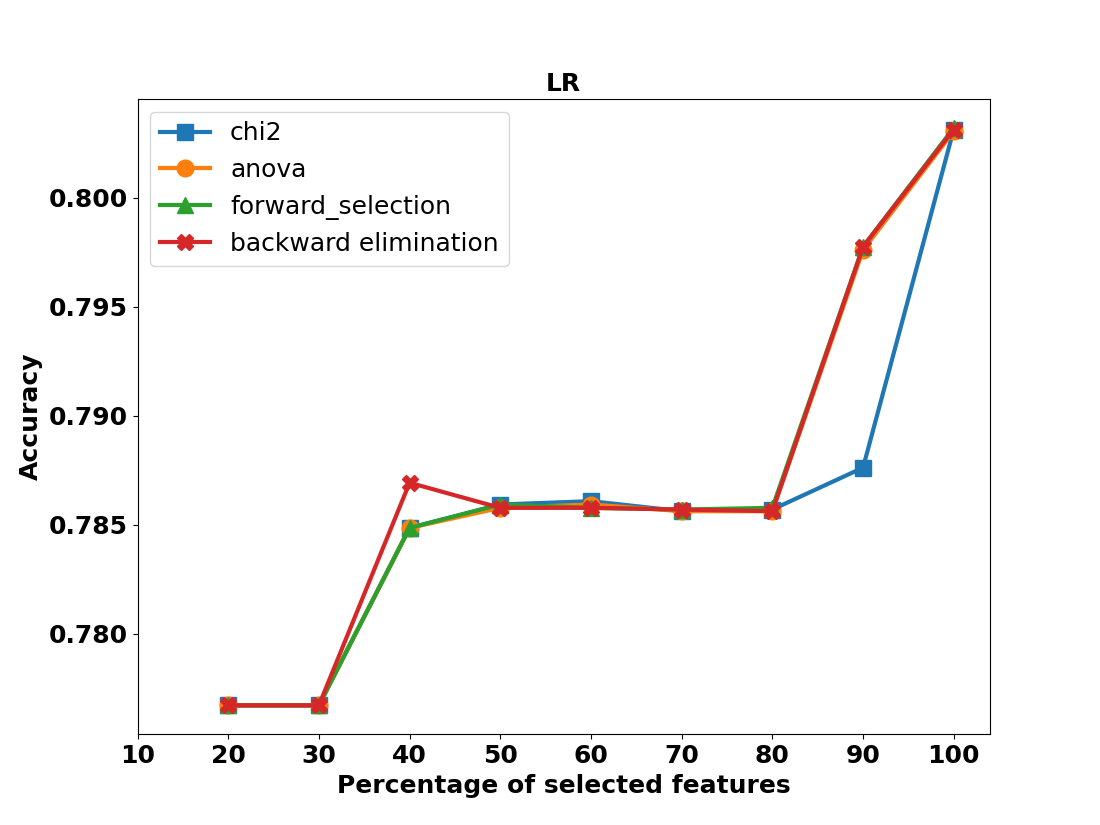 LR
chi2
anova
forward_selection
backward elimination
0.800
0.795
0.790
0.785
0.780
Accuracy
10 20 30 40 50 60 70 80 90 100
Percentage of selected features